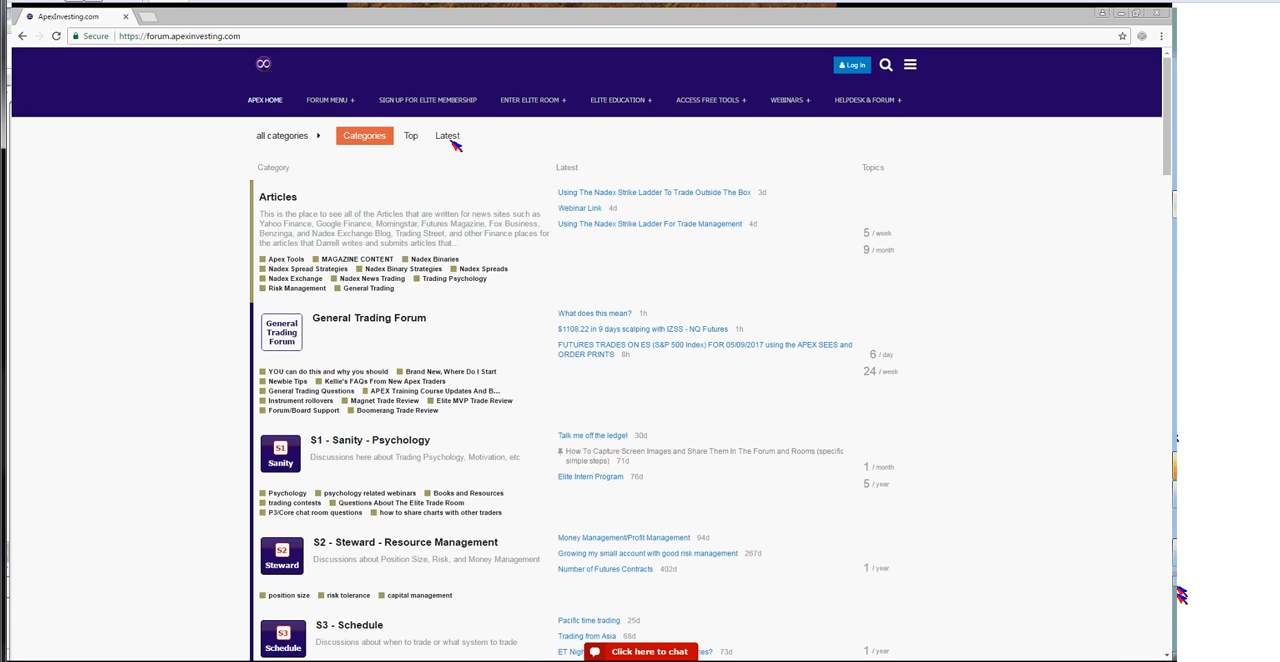 ApexInvesting.com
Secure https://forum.apexinvesting.com
Log In
APEX HOME FORUM MENU + SIGN UP FOR ELITE MEMBERSHIP ENTER ELITE ROOM + ELITE EDUCATION + ACCESS FREE TOOLS + WEBINARS + HELPDESK & FORUM +
all categories Categories Top Latest
Category Latest Topics
Articles
This is the place to see all of the Articles that are written for news sites such as
Yahoo Finance, Google Finance, Morningstar, Futures Magazine, Fox Business,
Benzinga, and Nadex Exchange Blog, Trading Street, and other Finance places for
the articles that Darrell writes and submits articles that...
Apex Tools MAGAZINE CONTENT Nadex Binaries
Nadex Spread Strategies Nadex Binary Strategies Nadex Spreads
Nadex Exchange Nadex News Trading Trading Psychology
Risk Management General Trading
Using The Nadex Strike Ladder To Trade Outside The Box 3d
Webinar Link 4d
Using The Nadex Strike Ladder For Trade Management 4d
5 / week
9 / month
General Trading Forum
General Trading Forum
YOU can do this and why you should Brand New, Where Do I Start
Newbie Tips Kellie's FAQs From New Apex Traders
General Trading Questions APEX Training Course Updates And B...
Instrument rollovers Magnet Trade Review Elite MVP Trade Review
Forum/Board Support Boomerang Trade Review
What does this mean? 1h
$1108.22 in 9 days scalping with IZSS - NQ Futures 1h
FUTURES TRADES ON ES (S&P 500 Index) FOR 05/09/2017 using the APEX SEES and
ORDER PRINTS 8h
6 / day
24 / week
S1
Sanity
S1 - Sanity - Psychology
Discussions here about Trading Psychology, Motivation, etc
Psychology psychology related webinars Books and Resources
trading contests Questions About The Elite Trade Room
P3/Core chat room questions how to share charts with other traders
Talk me off the ledge! 30d
How To Capture Screen Images and Share Them In The Forum and Rooms (specific
simple steps) 71d
Elite Intern Program 76d
1 / month
5 / year
S2
Steward
S2 - Steward - Resource Management
Discussions about Position Size, Risk, and Money Management
position size risk tolerance capital management
Money Management/Profit Management 94d
Growing my small account with good risk management 267d
Number of Futures Contracts 402d
1 / year
S3
Schedule
S3 - Schedule
Discussions about when to trade or what system to trade
Pacific time trading 25d
Trading from Asia 68d
ET Nigh
nes? 73d
1 / year
Click here to chat